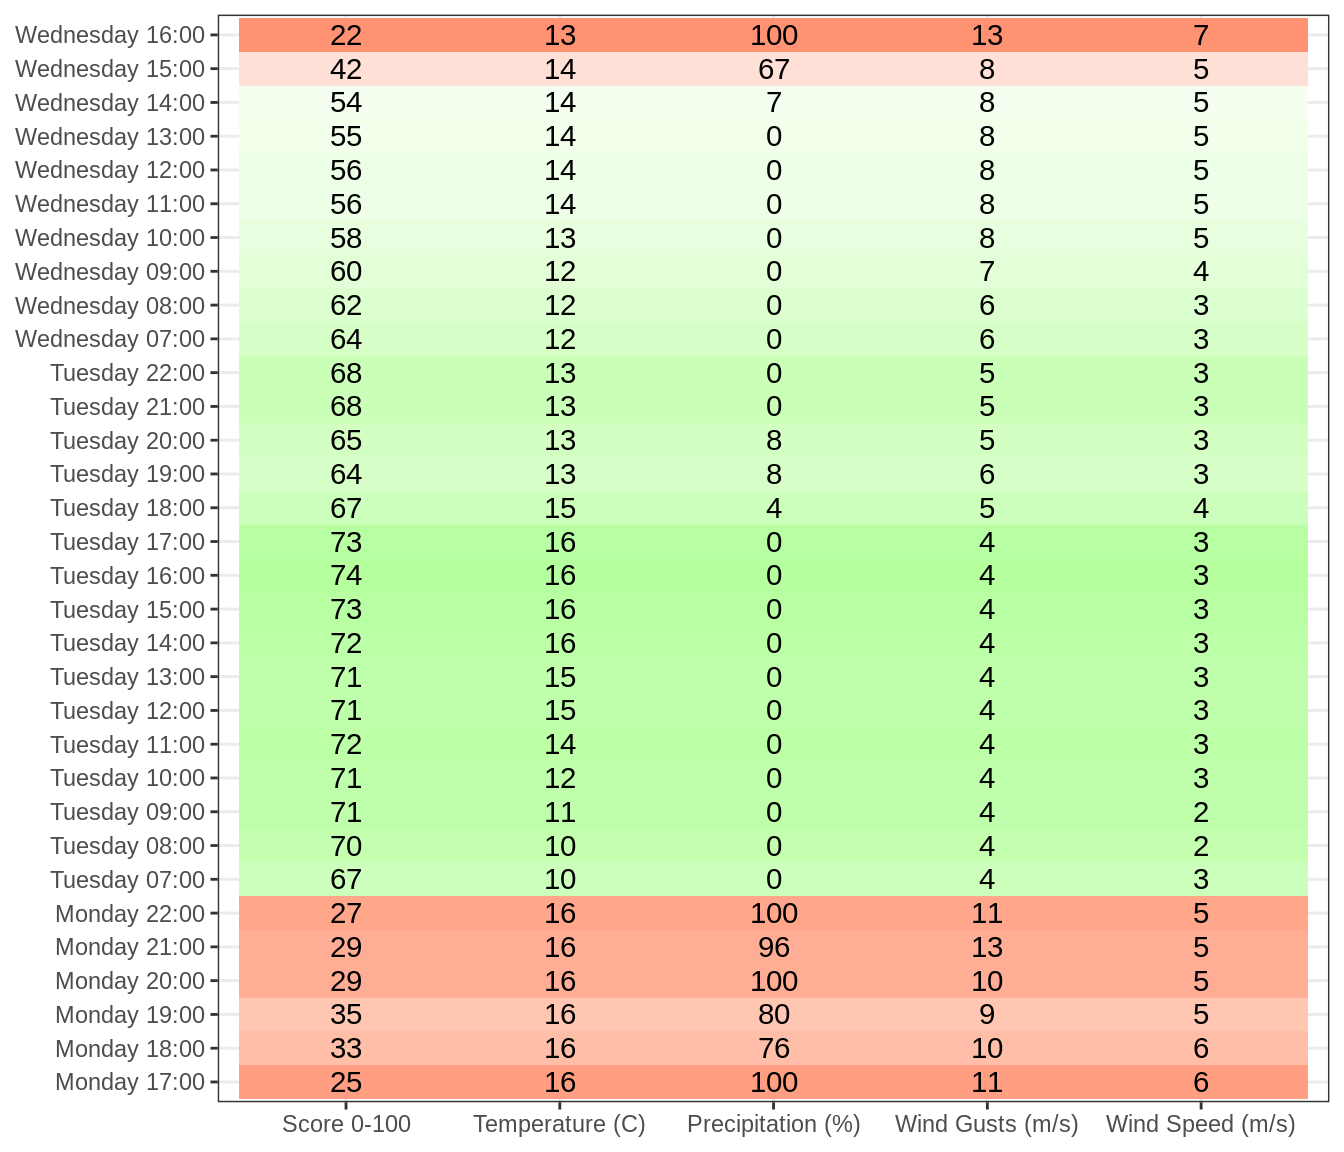 Wednesday 16:00 22 13 100 13 7
Wednesday 15:00 42 14 67 8 5
Wednesday 14:00 54 14 7 8 5
Wednesday 13:00 55 14 0 8 5
Wednesday 12:00 56 14 0 8 5
Wednesday 11:00 56 14 0 8 5
Wednesday 10:00 58 13 0 8 5
Wednesday 09:00 60 12 0 7 4
Wednesday 08:00 62 12 0 6 3
Wednesday 07:00 64 12 0 6 3
Tuesday 22:00 68 13 0 5 3
Tuesday 21:00 68 13 0 5 3
Tuesday 20:00 65 13 8 5 3
Tuesday 19:00 64 13 8 6 3
Tuesday 18:00 67 15 4 5 4
Tuesday 17:00 73 16 0 4 3
Tuesday 16:00 74 16 0 4 3
Tuesday 15:00 73 16 0 4 3
Tuesday 14:00 72 16 0 4 3
Tuesday 13:00 71 15 0 4 3
Tuesday 12:00 71 15 0 4 3
Tuesday 11:00 72 14 0 4 3
Tuesday 10:00 71 12 0 4 3
Tuesday 09:00 71 11 0 4 2
Tuesday 08:00 70 10 0 4 2
Tuesday 07:00 67 10 0 4 3
Monday 22:00 27 16 100 11 5
Monday 21:00 29 16 96 13 5
Monday 20:00 29 16 100 10 5
Monday 19:00 35 16 80 9 5
Monday 18:00 33 16 76 10 6
Monday 17:00 25 16 100 11 6
Score 0-100 Temperature (C) Precipitation (%) Wind Gusts (m/s) Wind Speed (m/s)